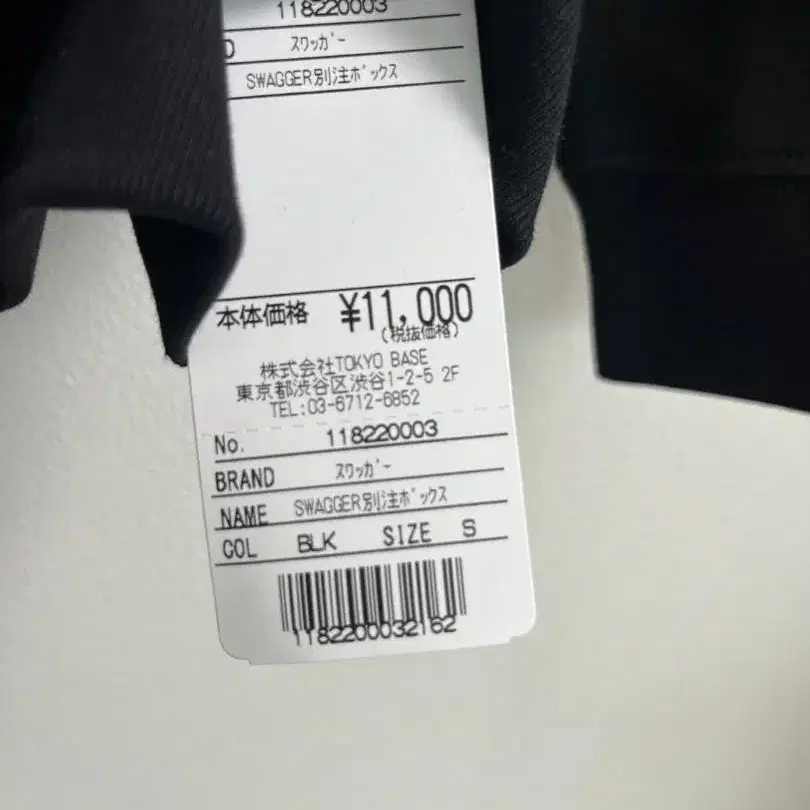 118220003
D スワッガー
SWAGGER別注ボックス
本体価格 ¥11,000
(税抜価格)
株式会社TOKYO BASE
東京都渋谷区渋谷1-2-5 2F
TEL:03-6712-6852
No. 118220003
BRAND スワッガー
NAME SWAGGER別注ボックス
COL BLK SIZE S
1182200032162